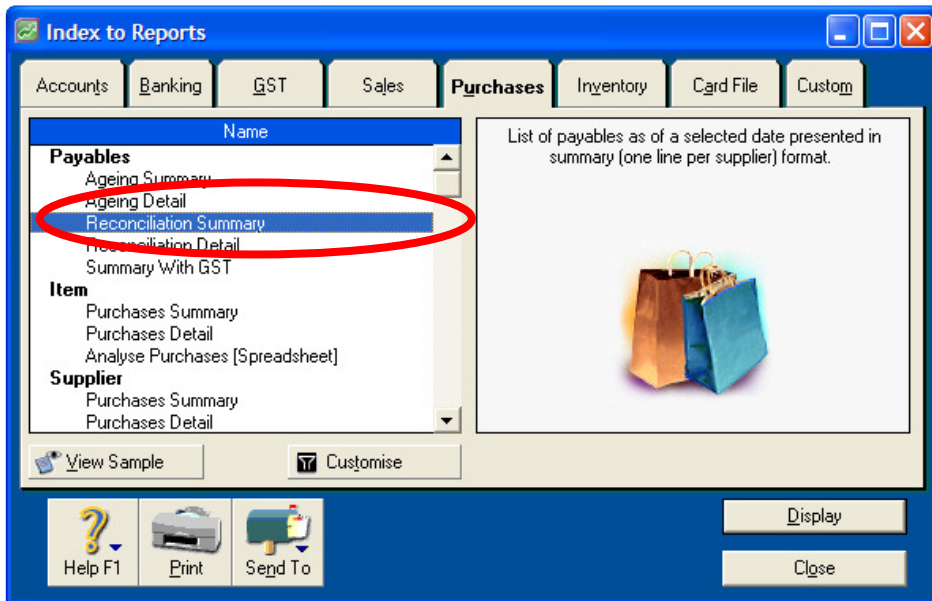 Index to Reports
Accounts Banking GST Sales Purchases Inventory Card File Custom
Name
Payables
Ageing Summary
Ageing Detail
Reconciliation Summary
Reconciliation Detail
Summary With GST
Item
Purchases Summary
Purchases Detail
Analyse Purchases [Spreadsheet]
Supplier
Purchases Summary
Purchases Detail
List of payables as of a selected date presented in
summary (one line per supplier) format.
View Sample Customise
Help F1 Print Send To
Display
Close